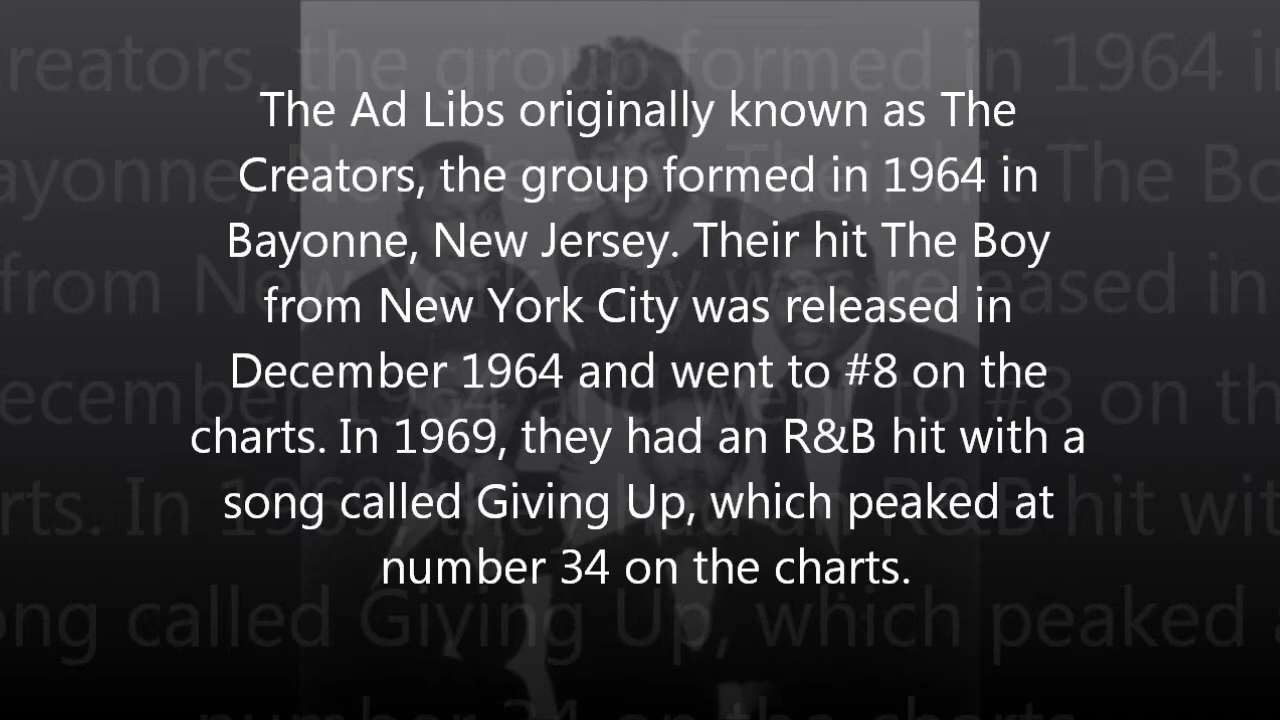 The Ad Libs originally known as The
Creators, the group formed in 1964 in
Bayonne, New Jersey. Their hit The Boy
from New York City was released in
December 1964 and went to #8 on the
charts. In 1969, they had an R&B hit with a
song called Giving Up, which peaked at
number 34 on the charts.